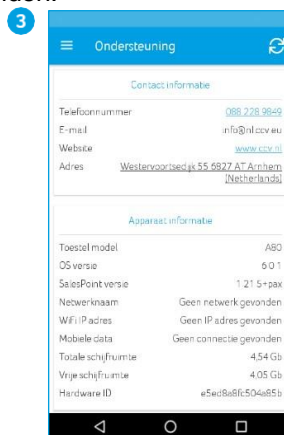 3
Ondersteuning
Contact informatie
Telefoonnummer 088 228 9849
E-mail info@nl.ccv.eu
Website www.ccv.nl
Adres Westervoortsedijk 55 6827 AT Arnhem
(Netherlands)
Apparaat informatie
Toestel model A80
OS versie 6.0.1
SalesPoint versie 1.21.5+pax
Netwerknaam Geen netwerk gevonden
WiFi IP adres Geen IP adres gevonden
Mobiele data Geen connectie gevonden
Totale schijfruimte 4,54 Gb
Vrije schijfruimte 4,05 Gb
Hardware ID e5ed8a8fc504a85b